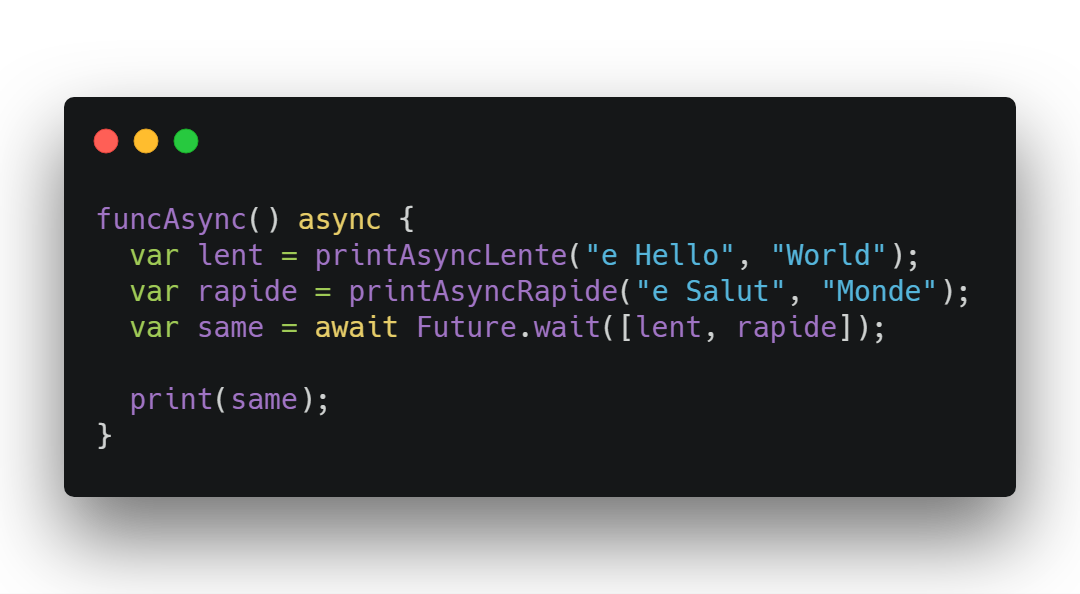 funcAsync() async {
  var lent = printAsyncLente("e Hello", "World");
  var rapide = printAsyncRapide("e Salut", "Monde");
  var same = await Future.wait([lent, rapide]);

  print(same);
}